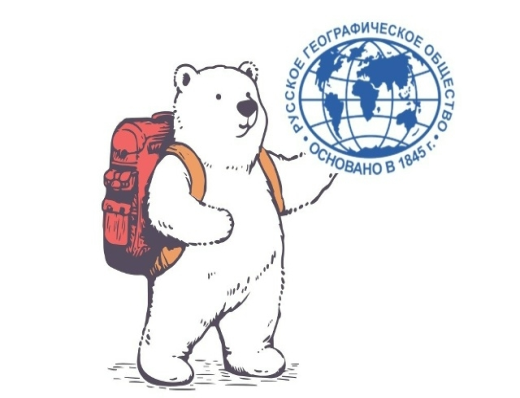 РУССКОЕ ГЕОГРАФИЧЕСКОЕ ОБЩЕСТВО
• ОСНОВАНО В 1845 г. •